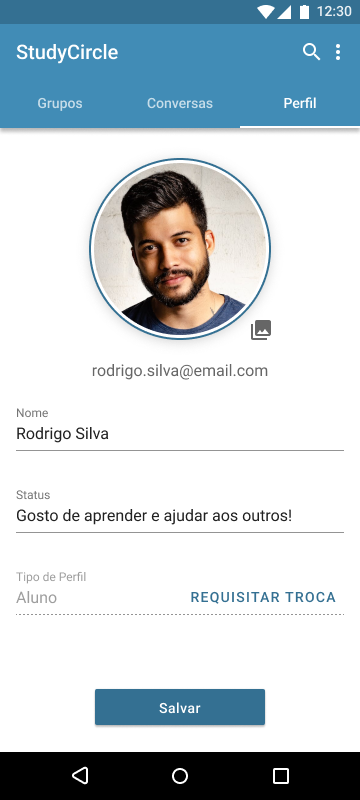 12:30
StudyCircle
Grupos
Conversas
Perfil
rodrigo.silva@email.com
Nome
Rodrigo Silva
Status
Gosto de aprender e ajudar aos outros!
Tipo de Perfil
Aluno
REQUISITAR TROCA
Salvar